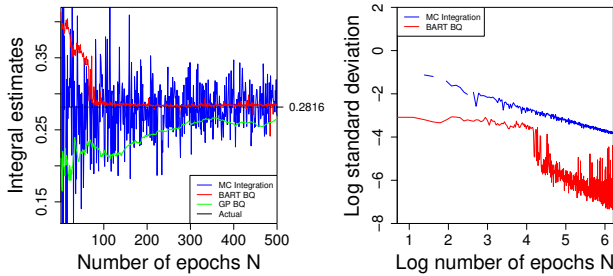 Integral estimates
0.35
0.25
0.15
0.2816
MC Integration
BART BQ
GP BQ
Actual
100 200 300 400 500
Number of epochs N
Log standard deviation
2
0
−2
−4
−6
−8
MC Integration
BART BQ
1 2 3 4 5 6
Log number of epochs N